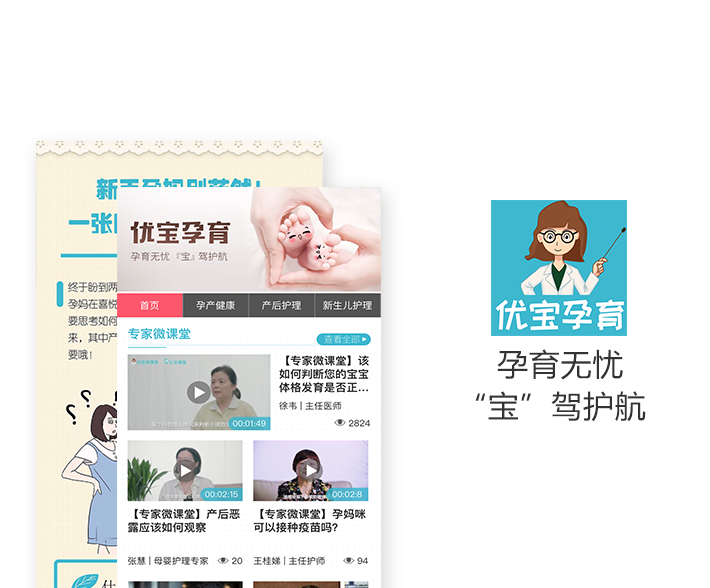 新手孕妈别茫然！
一张
终于盼到两
孕妈在喜悦
要思考如何
来，其中产
要哦！
优宝孕育
孕育无忧『宝』驾护航
首页
孕产健康
产后护理
新生儿护理
专家微课堂
查看全部
00:01:49
【专家微课堂】该
如何判断您的宝宝
体格发育是否正...
徐韦 | 主任医师
2824
00:02:15
【专家微课堂】产后恶
露应该如何观察
张慧 | 母婴护理专家
20
00:02:8
【专家微课堂】孕妈咪
可以接种疫苗吗?
王桂娣 | 主任护师
94
优宝孕育
孕育无忧
“宝”驾护航